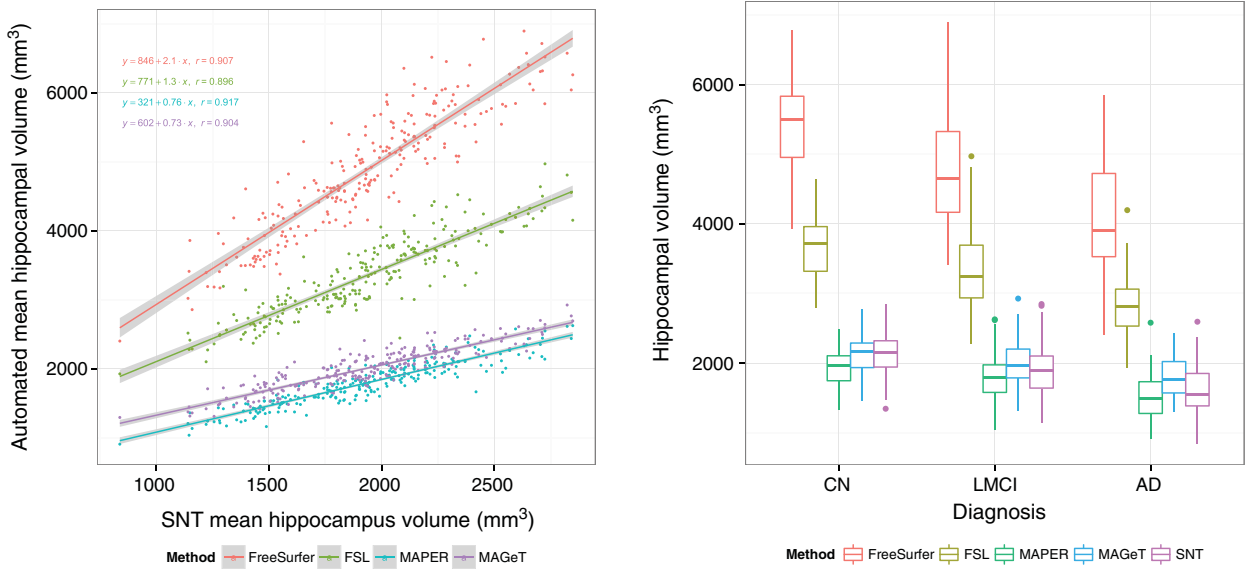 Automated mean hippocampal volume (mm³)
6000
4000
2000
y = 846 + 2.1 · x, r = 0.907
y = 771 + 1.3 · x, r = 0.896
y = 321 + 0.76 · x, r = 0.917
y = 602 + 0.73 · x, r = 0.904
1000 1500 2000 2500
SNT mean hippocampus volume (mm³)
Method FreeSurfer FSL MAPER MAGeT
Hippocampal volume (mm³)
6000
4000
2000
CN LMCI AD
Diagnosis
Method FreeSurfer FSL MAPER MAGeT SNT